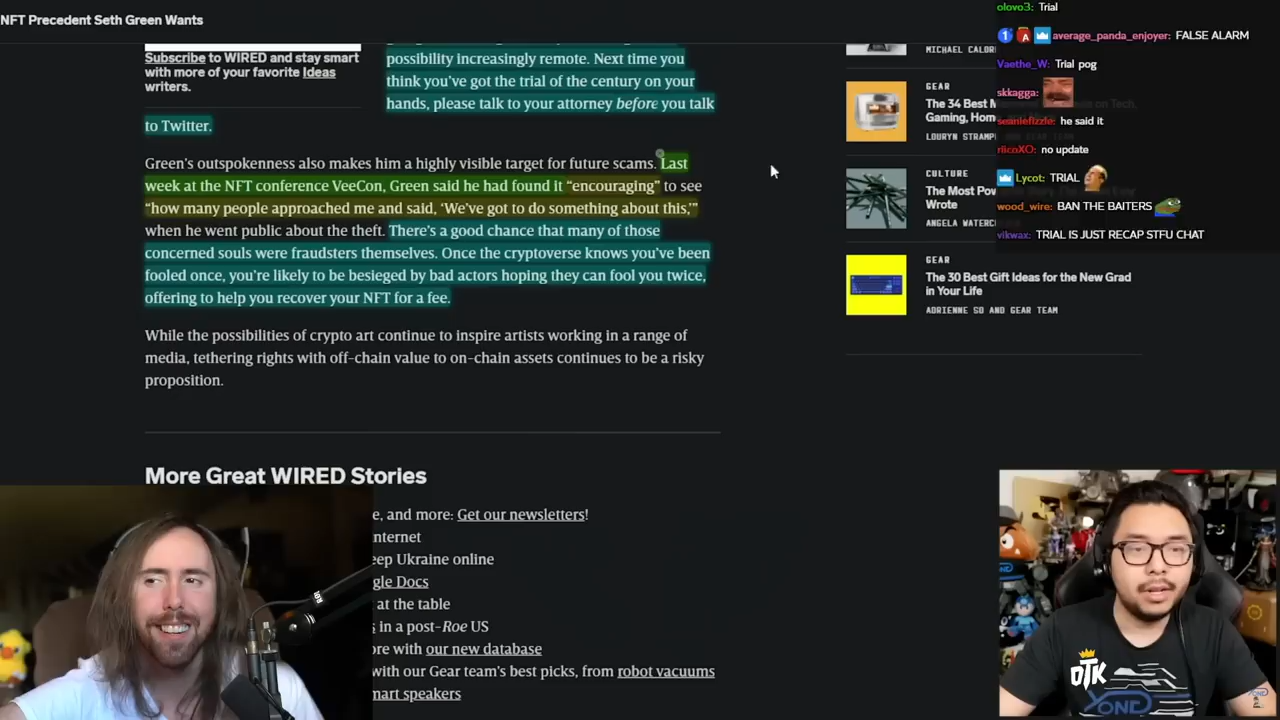 NFT Precedent Seth Green Wants
Subscribe to WIRED and stay smart
with more of your favorite Ideas
writers.
possibility increasingly remote. Next time you
think you've got the trial of the century on your
hands, please talk to your attorney before you talk
to Twitter.
Green's outspokenness also makes him a highly visible target for future scams. Last
week at the NFT conference VeeCon, Green said he had found it “encouraging” to see
“how many people approached me and said, ‘We've got to do something about this,’”
when he went public about the theft. There's a good chance that many of those
concerned souls were fraudsters themselves. Once the cryptoverse knows you've been
fooled once, you're likely to be besieged by bad actors hoping they can fool you twice,
offering to help you recover your NFT for a fee.
While the possibilities of crypto art continue to inspire artists working in a range of
media, tethering rights with off-chain value to on-chain assets continues to be a risky
proposition.
More Great WIRED Stories
e, and more: Get our newsletters!
nternet
eep Ukraine online
gle Docs
at the table
s in a post-Roe US
ore with our new database
with our Gear team's best picks, from robot vacuums
mart speakers
MICHAEL CALOR
GEAR
The 34 Best M
Gaming, Hom
LOURYN STRAMP
CULTURE
The Most Pow
Wrote
ANGELA WATERC
GEAR
The 30 Best Gift Ideas for the New Grad
in Your Life
ADRIENNE SO AND GEAR TEAM
olovo3: Trial
average_panda_enjoyer: FALSE ALARM
Vaethe_W: Trial pog
skkagga:
seanlefizzle: he said it
riicoXO: no update
Lycot: TRIAL
wood_wire: BAN THE BAITERS
vikwax: TRIAL IS JUST RECAP STFU CHAT
OTK